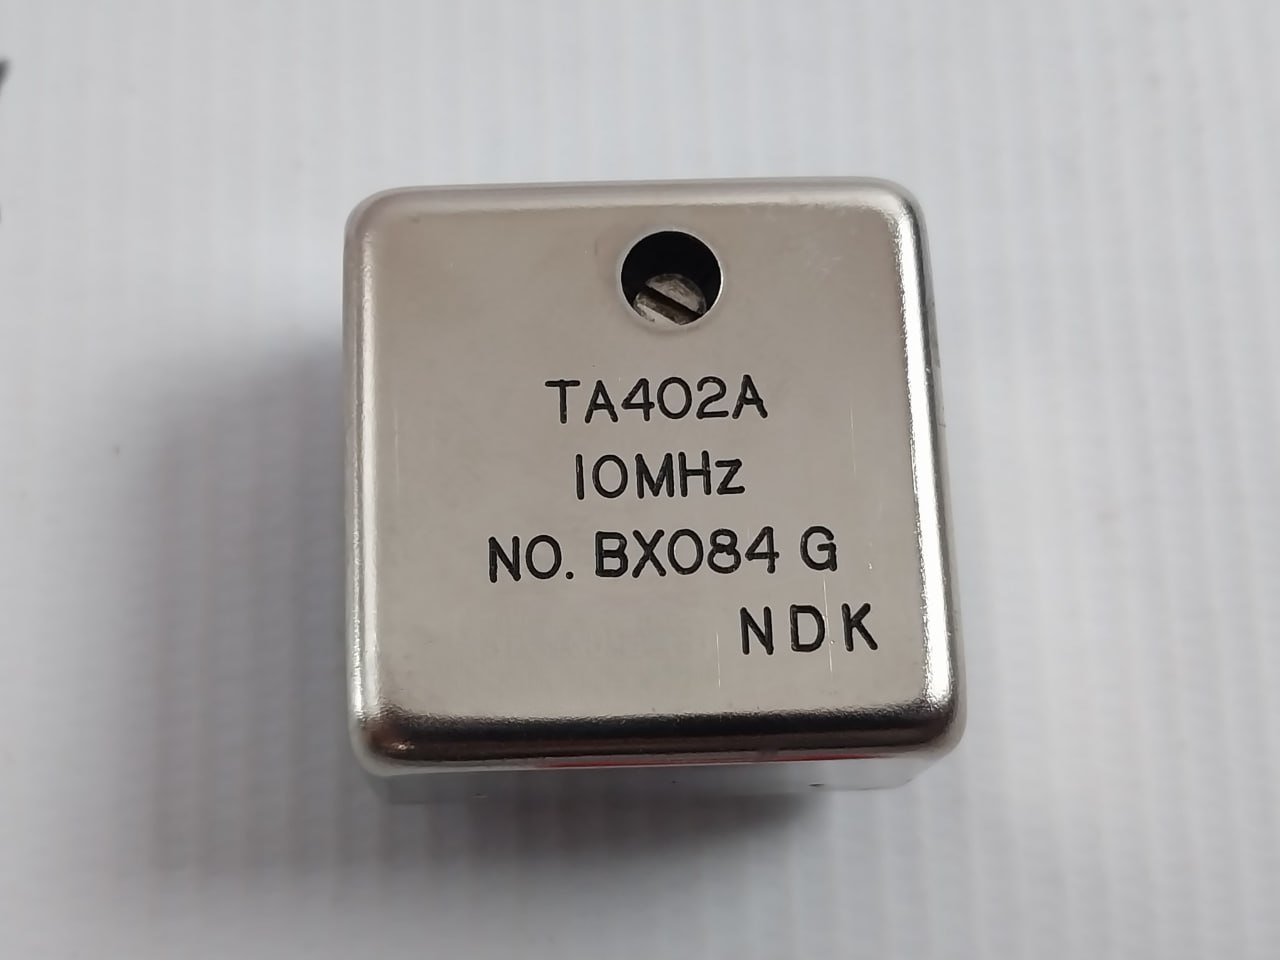 TA402A
10MHz
NO. BX084 G
NDK